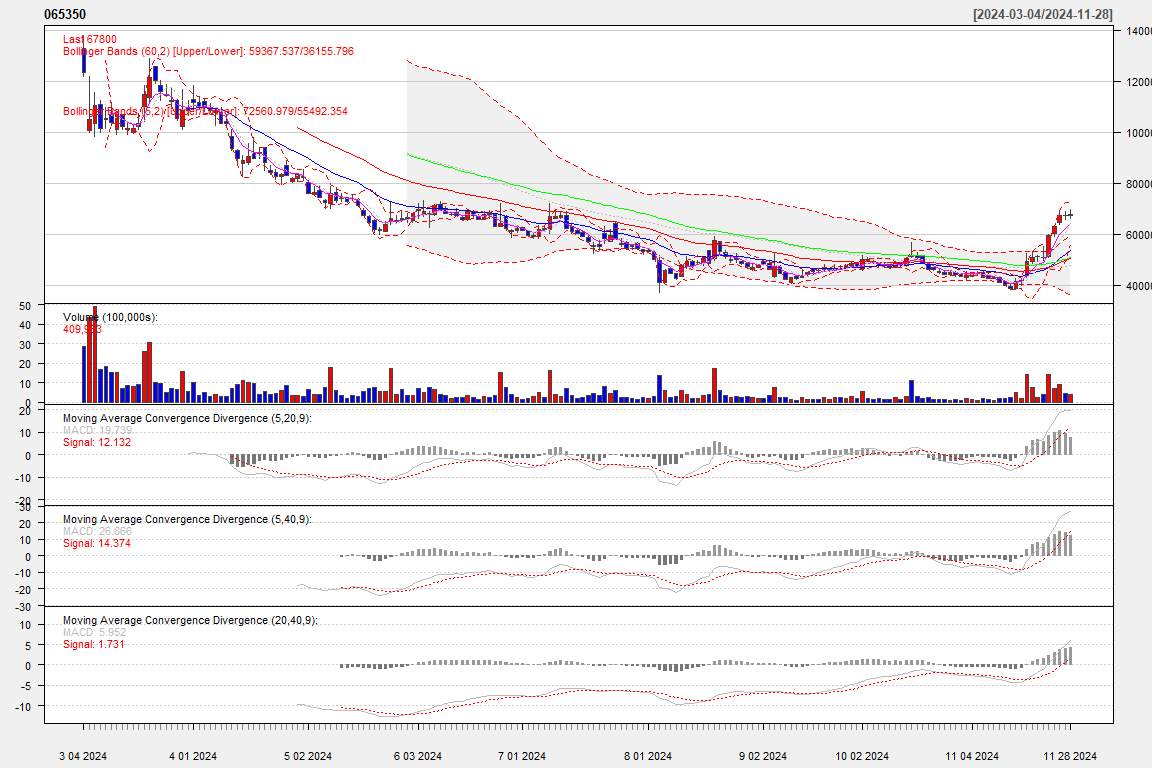 065350
[2024-03-04/2024-11-28]
Last 67800
Bollinger Bands (60,2) [Upper/Lower]: 59367.537/36155.796
Bollinger Bands (5,2) [Upper/Lower]: 72560.979/55492.354
14000
12000
10000
80000
60000
40000
Volume (100,000s):
50
40
30
20
10
0
Moving Average Convergence Divergence (5,20,9):
MACD: 19.739
Signal: 12.132
20
10
0
-10
-20
Moving Average Convergence Divergence (5,40,9):
MACD: 26.866
Signal: 14.374
30
20
10
0
-10
-20
-30
Moving Average Convergence Divergence (20,40,9):
MACD: 5.952
Signal: 1.731
10
5
0
-5
-10
3 04 2024
4 01 2024
5 02 2024
6 03 2024
7 01 2024
8 01 2024
9 02 2024
10 02 2024
11 04 2024
11 28 2024